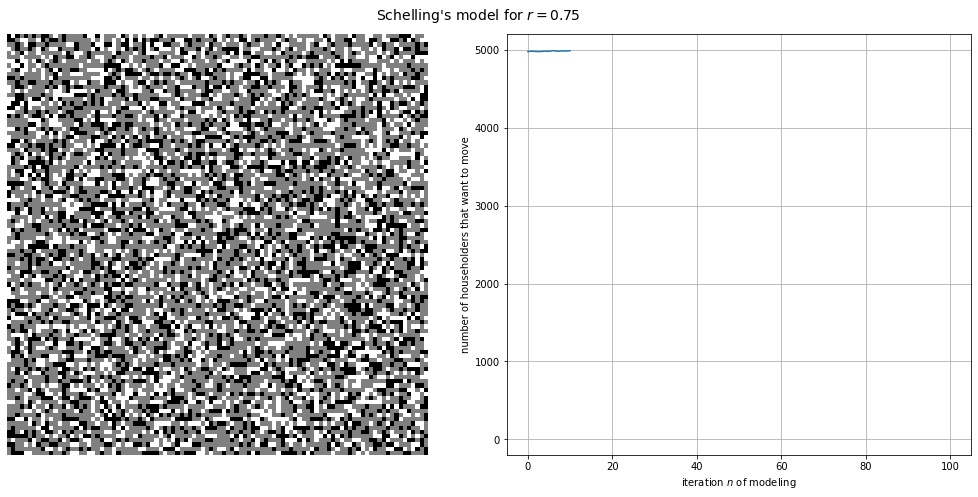 Schelling's model for r = 0.75
number of householders that want to move
5000
4000
3000
2000
1000
0
0 20 40 60 80 100
iteration n of modeling